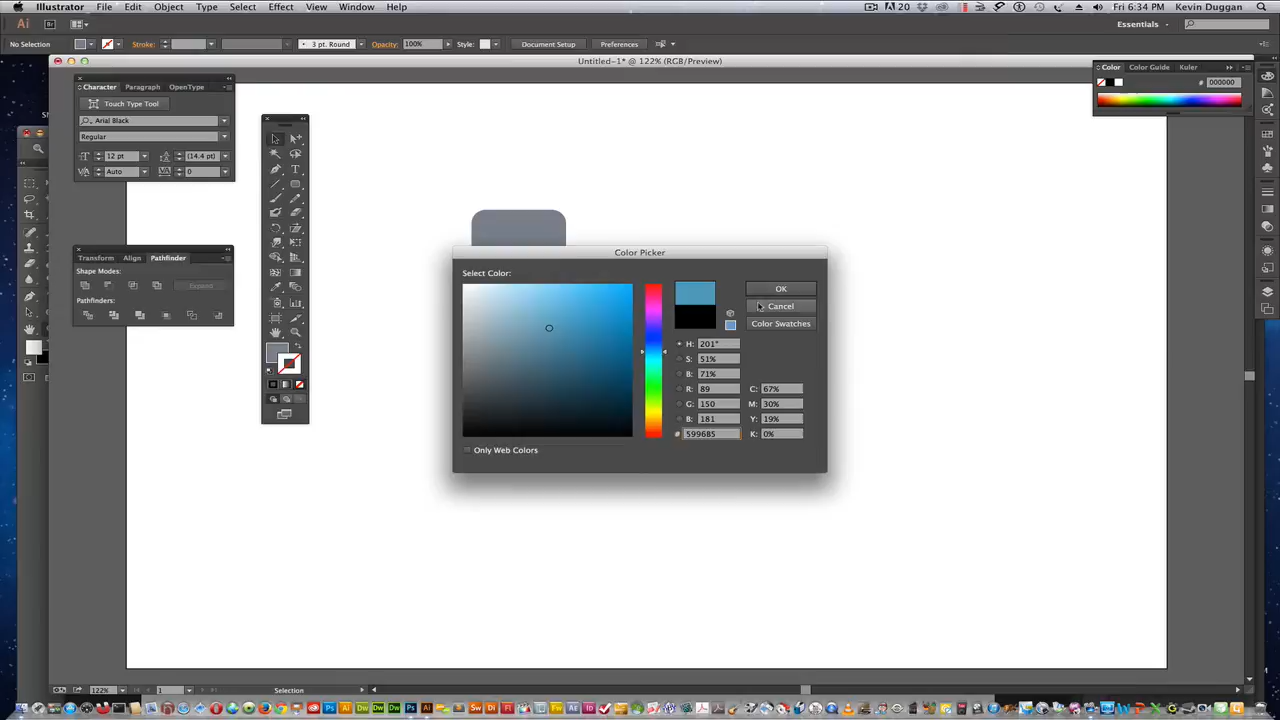 Illustrator File Edit Object Type Select Effect View Window Help
20
Fri 6:34 PM Kevin Duggan
Ai Br
Essentials
No Selection
Stroke:
3 pt. Round
Opacity: 100%
Style:
Document Setup
Preferences
Untitled-1* @ 122% (RGB/Preview)
Color Color Guide Kuler
# 000000
Character Paragraph OpenType
Touch Type Tool
Arial Black
Regular
12 pt
(14.4 pt)
Auto
0
Transform Align Pathfinder
Shape Modes:
Expand
Pathfinders:
Color Picker
Select Color:
OK
Cancel
Color Swatches
H: 201°
S: 51%
B: 71%
R: 89
G: 150
B: 181
# 599685
C: 67%
M: 30%
Y: 19%
K: 0%
Only Web Colors
122%
1
Selection